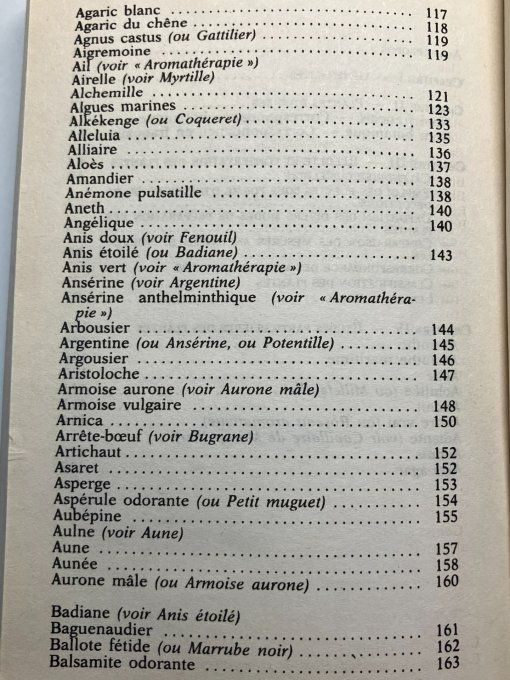 Agaric blanc ........ 117
Agaric du chêne ........ 118
Agnus castus (ou Gattilier) ........ 119
Aigremoine ........ 119
Ail (voir « Aromathérapie »)
Airelle (voir Myrtille)
Alchemille ........ 121
Algues marines ........ 123
Alkékenge (ou Coqueret) ........ 133
Alleluia ........ 135
Alliaire ........ 136
Aloès ........ 137
Amandier ........ 138
Anémone pulsatille ........ 138
Aneth ........ 140
Angélique ........ 140
Anis doux (voir Fenouil)
Anis étoilé (ou Badiane) ........ 143
Anis vert (voir « Aromathérapie »)
Ansérine (voir Argentine)
Ansérine anthelminthique (voir « Aromathéra-
pie »)
Arbousier ........ 144
Argentine (ou Ansérine, ou Potentille) ........ 145
Argousier ........ 146
Aristoloche ........ 147
Armoise aurone (voir Aurone mâle)
Armoise vulgaire ........ 148
Arnica ........ 150
Arrête-bœuf (voir Bugrane)
Artichaut ........ 152
Asaret ........ 152
Asperge ........ 153
Aspérule odorante (ou Petit muguet) ........ 154
Aubépine ........ 155
Aulne (voir Aune)
Aune ........ 157
Aunée ........ 158
Aurone mâle (ou Armoise aurone) ........ 160
Badiane (voir Anis étoilé)
Baguenaudier ........ 161
Ballote fétide (ou Marrube noir) ........ 162
Balsamite odorante ........ 163